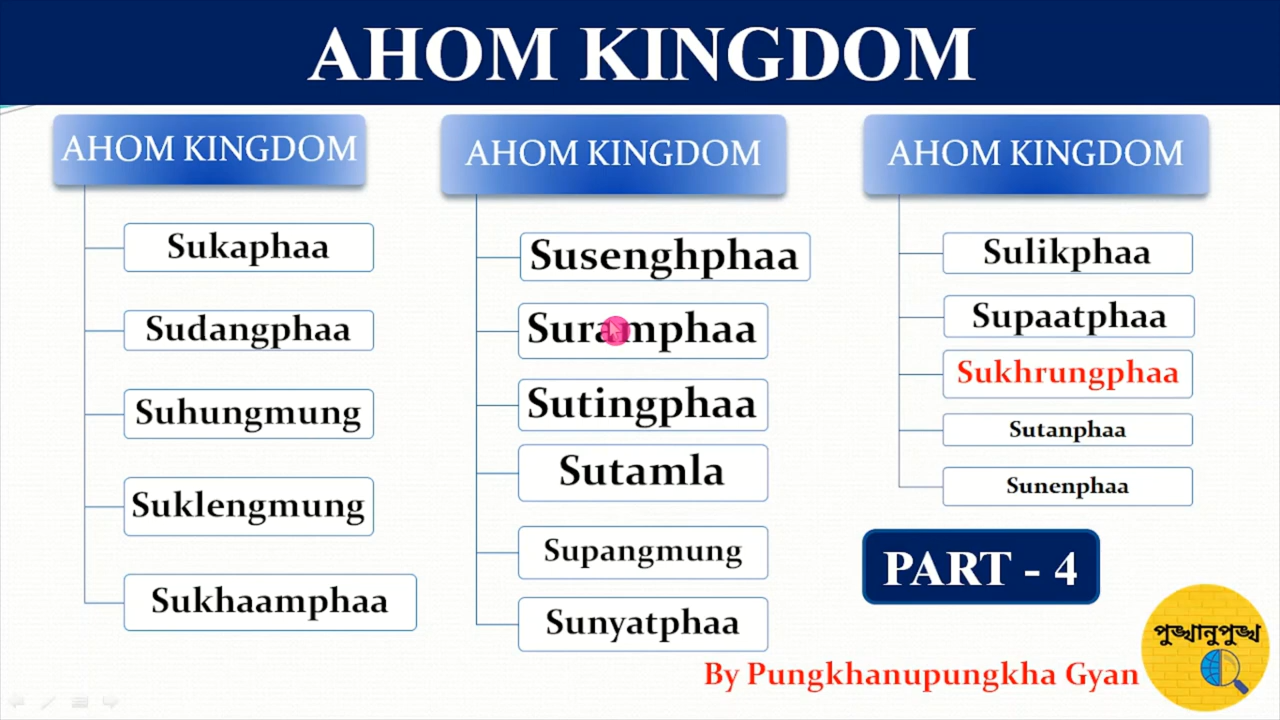 AHOM KINGDOM
AHOM KINGDOM
Sukaphaa
Sudangphaa
Suhungmung
Suklengmung
Sukhaamphaa
AHOM KINGDOM
Susenghphaa
Suramphaa
Sutingphaa
Sutamla
Supangmung
Sunyatphaa
AHOM KINGDOM
Sulikphaa
Supaatphaa
Sukhrungphaa
Sutanphaa
Sunenphaa
PART - 4
By Pungkhanupungkha Gyan
পুঙ্খানুপুঙ্খ